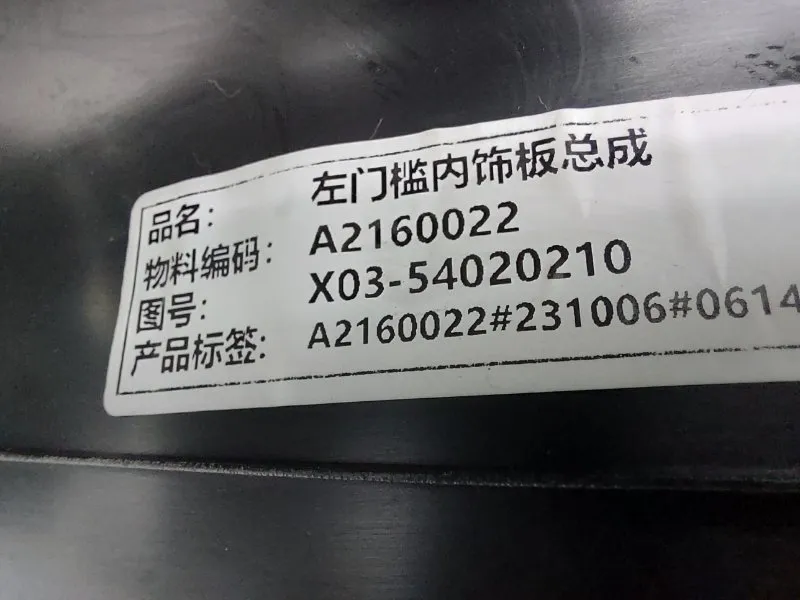 品名： 左门槛内饰板总成
物料编码： A2160022
图号： X03-54020210
产品标签： A2160022#231006#0614